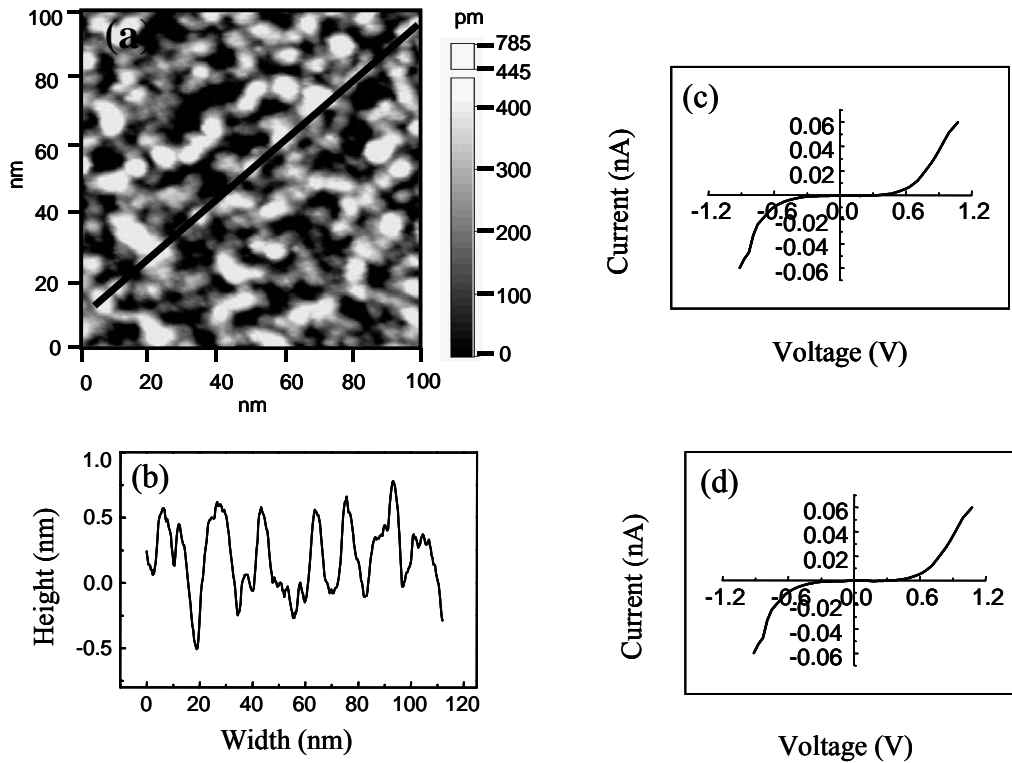 (a)
100
80
60
40
20
0
nm
0 20 40 60 80 100
nm
pm
785
445
400
300
200
100
0
(b)
1.0
0.5
0.0
-0.5
Height (nm)
0 20 40 60 80 100 120
Width (nm)
(c)
0.06
0.04
0.02
-1.2 -0.6 0.0 0.6 1.2
-0.02
-0.04
-0.06
Current (nA)
Voltage (V)
(d)
0.06
0.04
0.02
-1.2 -0.6 0.0 0.6 1.2
-0.02
-0.04
-0.06
Current (nA)
Voltage (V)